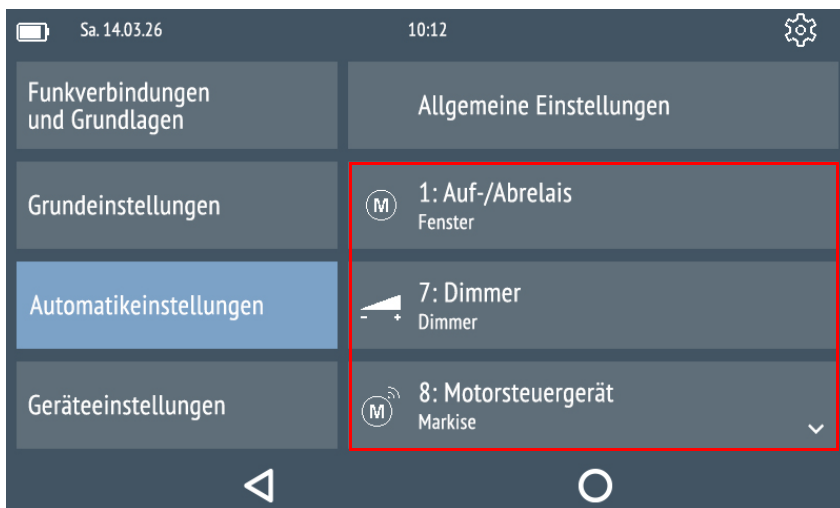 Sa. 14.03.26
10:12
Funkverbindungen
und Grundlagen
Allgemeine Einstellungen
Grundeinstellungen
M
1: Auf-/Abrelais
Fenster
Automatikeinstellungen
- +
7: Dimmer
Dimmer
Geräteeinstellungen
M
8: Motorsteuergerät
Markise